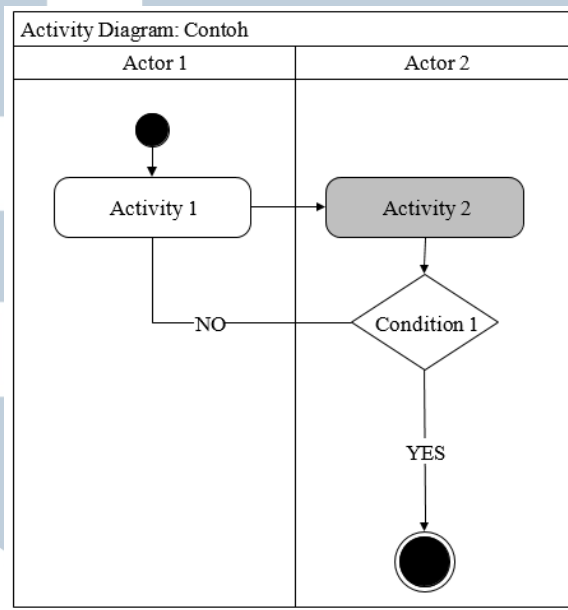 Activity Diagram: Contoh
Actor 1
Actor 2
Activity 1
Activity 2
Condition 1
NO
YES